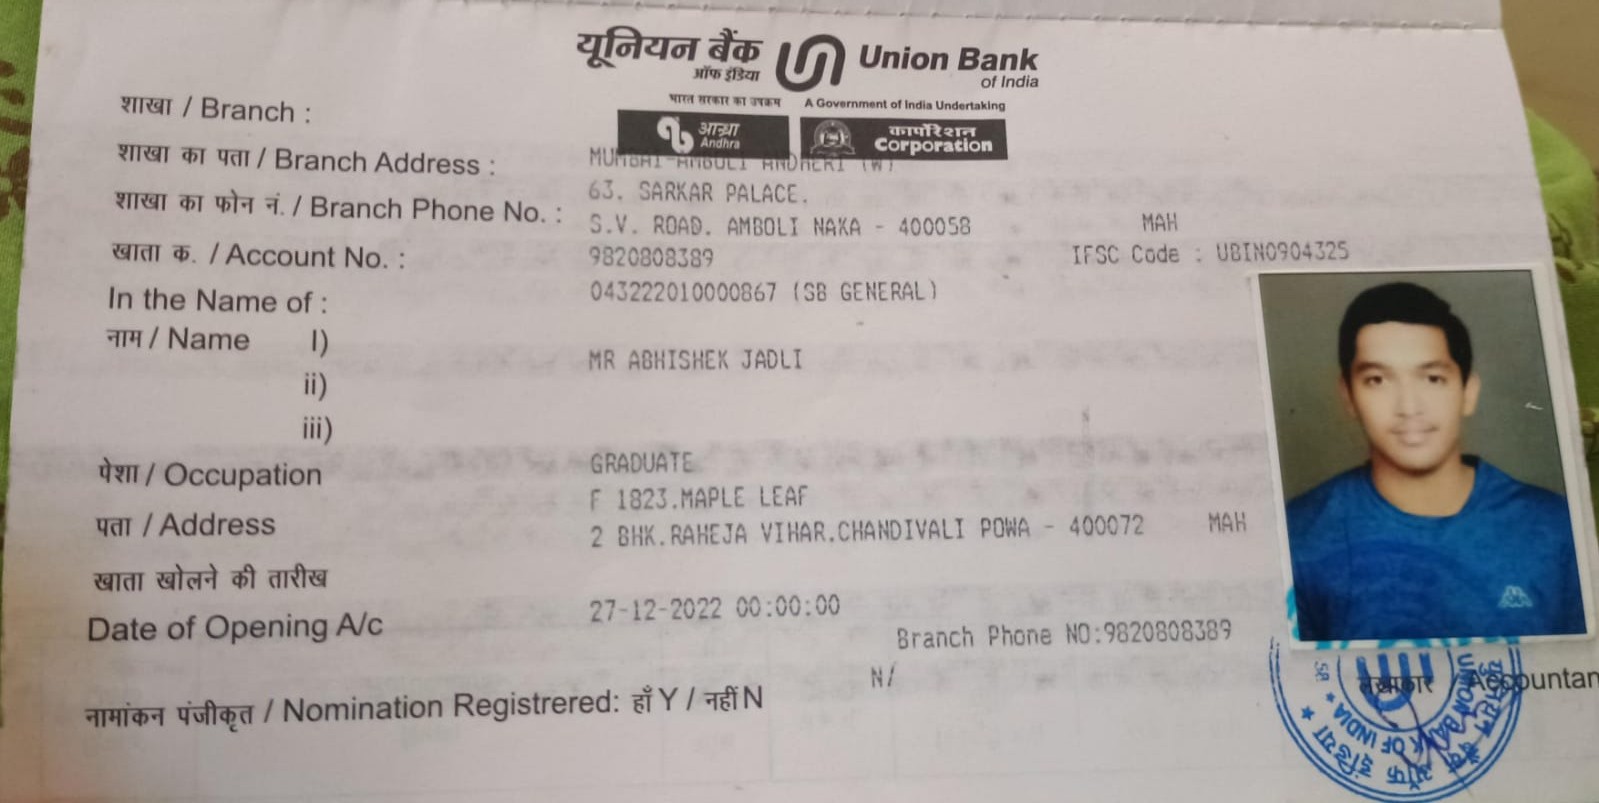 यूनियन बैंक Union Bank
ऑफ इंडिया of India
भारत सरकार का उपक्रम A Government of India Undertaking
आन्ध्रा Andhra कार्पोरेशन Corporation
शाखा / Branch :
शाखा का पता / Branch Address : MUMBAI-AMBOLI ANDHERI (W)
63, SARKAR PALACE,
शाखा का फोन नं. / Branch Phone No. : S.V. ROAD. AMBOLI NAKA - 400058 MAH
खाता क. / Account No. : 9820808389 IFSC Code : UBIN0904325
In the Name of : 043222010000867 (SB GENERAL)
नाम / Name I) MR ABHISHEK JADLI
ii)
iii)
पेशा / Occupation GRADUATE
पता / Address F 1823.MAPLE LEAF
2 BHK.RAHEJA VIHAR.CHANDIVALI POWA - 400072 MAH
खाता खोलने की तारीख
Date of Opening A/c 27-12-2022 00:00:00
Branch Phone NO:9820808389
नामांकन पंजीकृत / Nomination Registrered: हाँ Y / नहीं N N/
लेखाकार / Accountan
यूनियन बैंक ऑफ इंडिया
UNION BANK OF INDIA